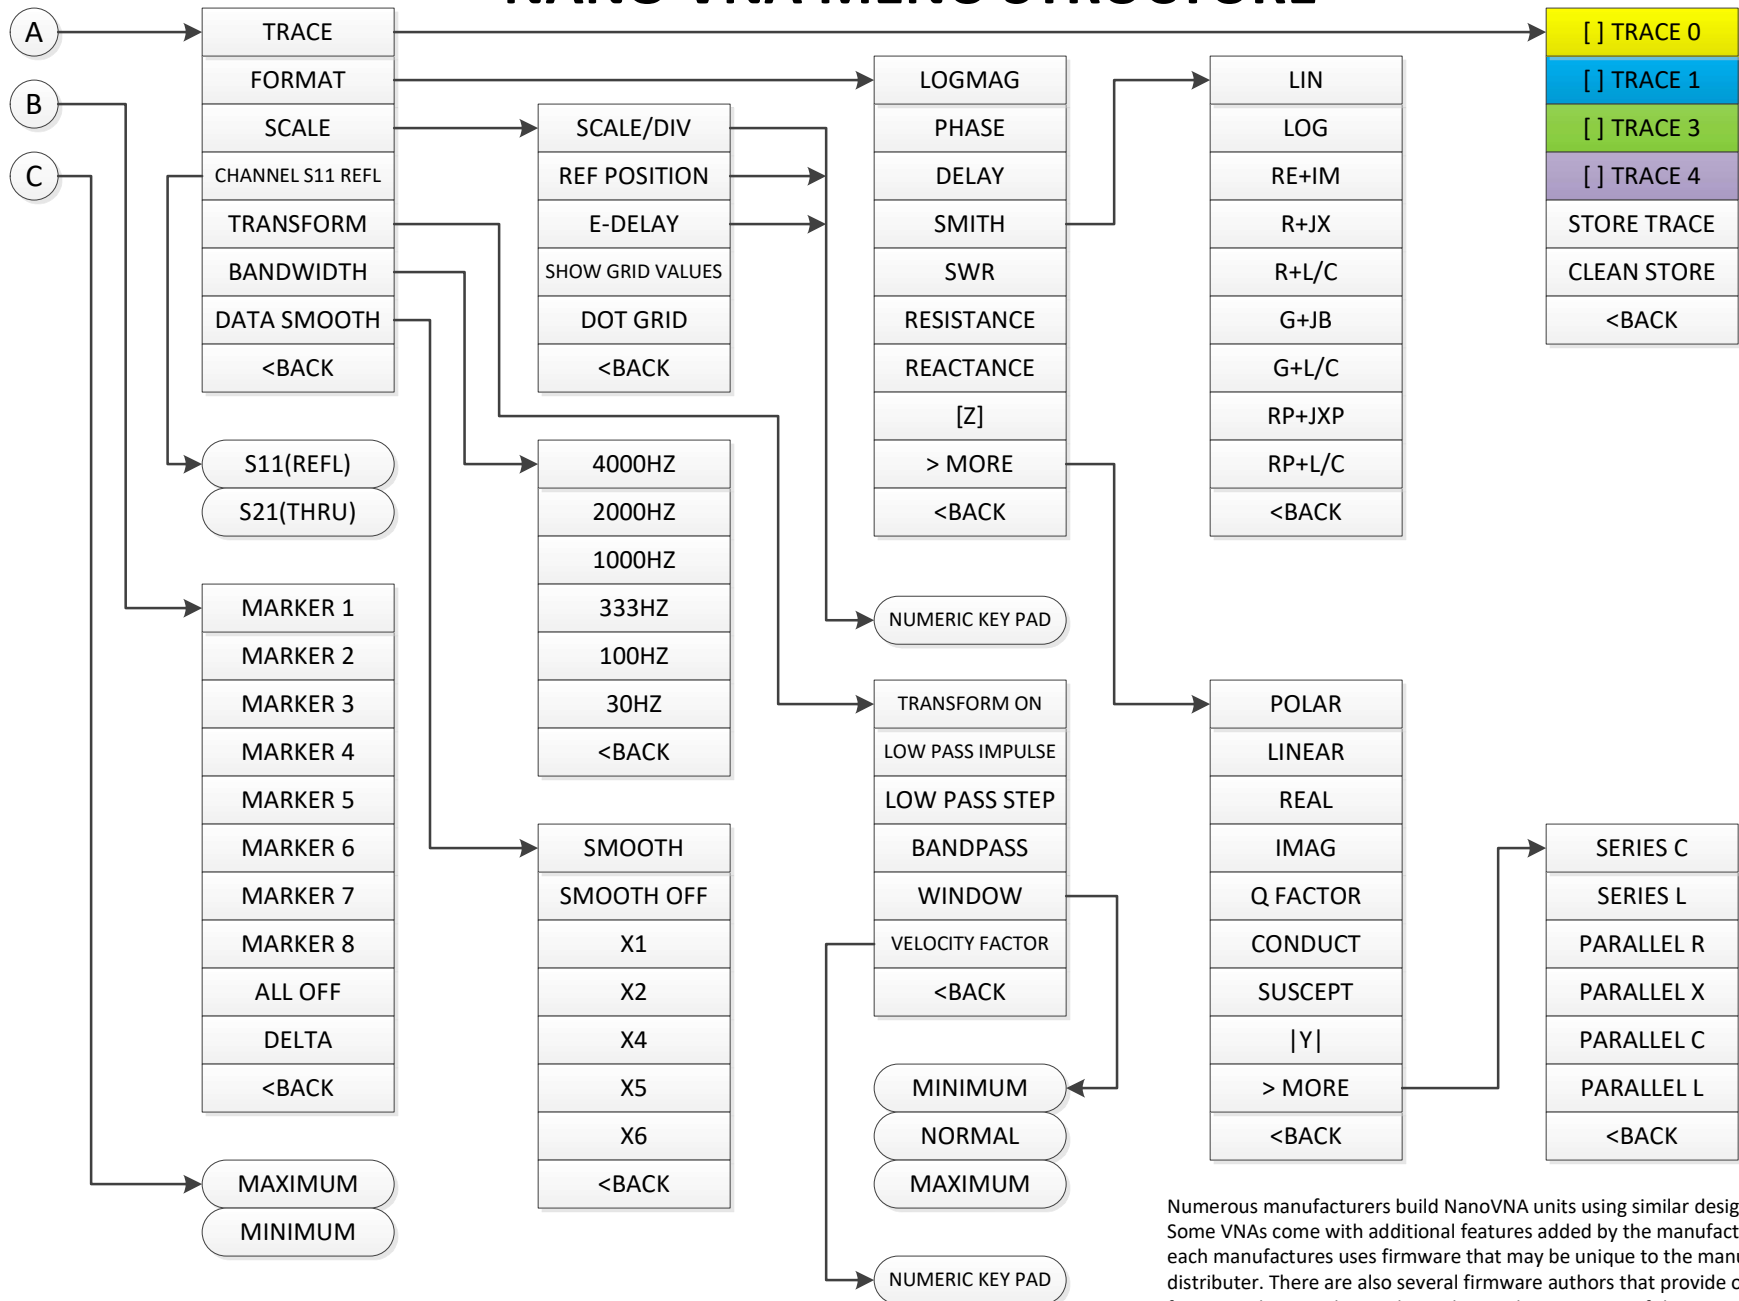 NANO VNA MENU STRUCTURE
A
B
C
TRACE
FORMAT
SCALE
CHANNEL S11 REFL
TRANSFORM
BANDWIDTH
DATA SMOOTH
<BACK
S11(REFL)
S21(THRU)
MARKER 1
MARKER 2
MARKER 3
MARKER 4
MARKER 5
MARKER 6
MARKER 7
MARKER 8
ALL OFF
DELTA
<BACK
MAXIMUM
MINIMUM
SCALE/DIV
REF POSITION
E-DELAY
SHOW GRID VALUES
DOT GRID
<BACK
4000HZ
2000HZ
1000HZ
333HZ
100HZ
30HZ
<BACK
SMOOTH
SMOOTH OFF
X1
X2
X4
X5
X6
<BACK
LOGMAG
PHASE
DELAY
SMITH
SWR
RESISTANCE
REACTANCE
[Z]
> MORE
<BACK
NUMERIC KEY PAD
TRANSFORM ON
LOW PASS IMPULSE
LOW PASS STEP
BANDPASS
WINDOW
VELOCITY FACTOR
<BACK
MINIMUM
NORMAL
MAXIMUM
NUMERIC KEY PAD
LIN
LOG
RE+IM
R+JX
R+L/C
G+JB
G+L/C
RP+JXP
RP+L/C
<BACK
POLAR
LINEAR
REAL
IMAG
Q FACTOR
CONDUCT
SUSCEPT
|Y|
> MORE
<BACK
[ ] TRACE 0
[ ] TRACE 1
[ ] TRACE 3
[ ] TRACE 4
STORE TRACE
CLEAN STORE
<BACK
SERIES C
SERIES L
PARALLEL R
PARALLEL X
PARALLEL C
PARALLEL L
<BACK
Numerous manufacturers build NanoVNA units using similar desig
Some VNAs come with additional features added by the manufact
each manufactures uses firmware that may be unique to the manu
distributer. There are also several firmware authors that provide o